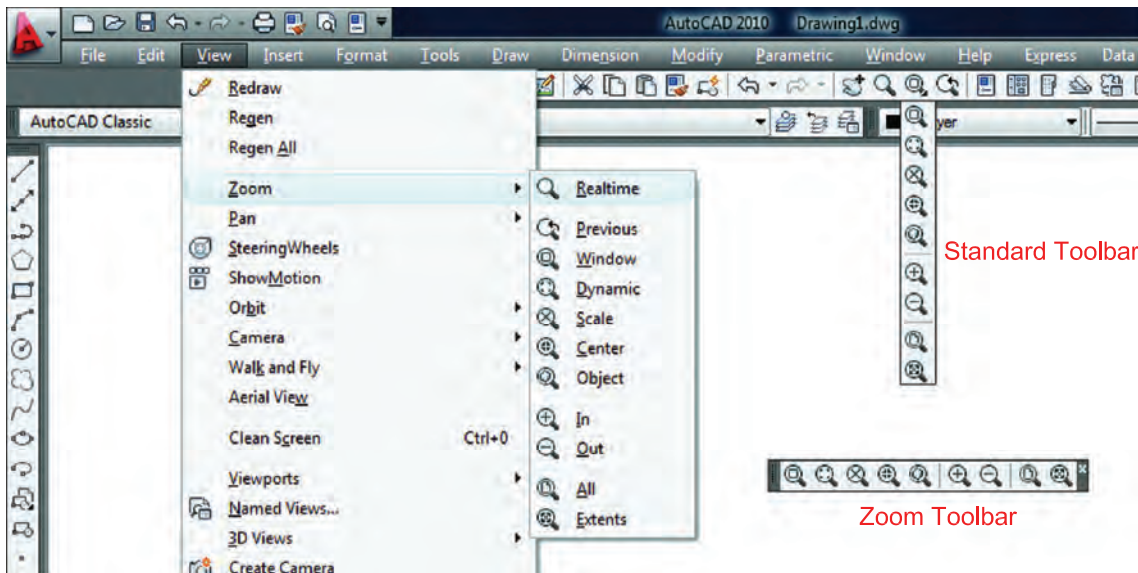 AutoCAD 2010 Drawing1.dwg
File Edit View Insert Format Tools Draw Dimension Modify Parametric Window Help Express Data
AutoCAD Classic
yer
Redraw
Regen
Regen All
Zoom
Pan
SteeringWheels
ShowMotion
Orbit
Camera
Walk and Fly
Aerial View
Clean Screen Ctrl+0
Viewports
Named Views...
3D Views
Create Camera
Realtime
Previous
Window
Dynamic
Scale
Center
Object
In
Out
All
Extents
Standard Toolbar
Zoom Toolbar